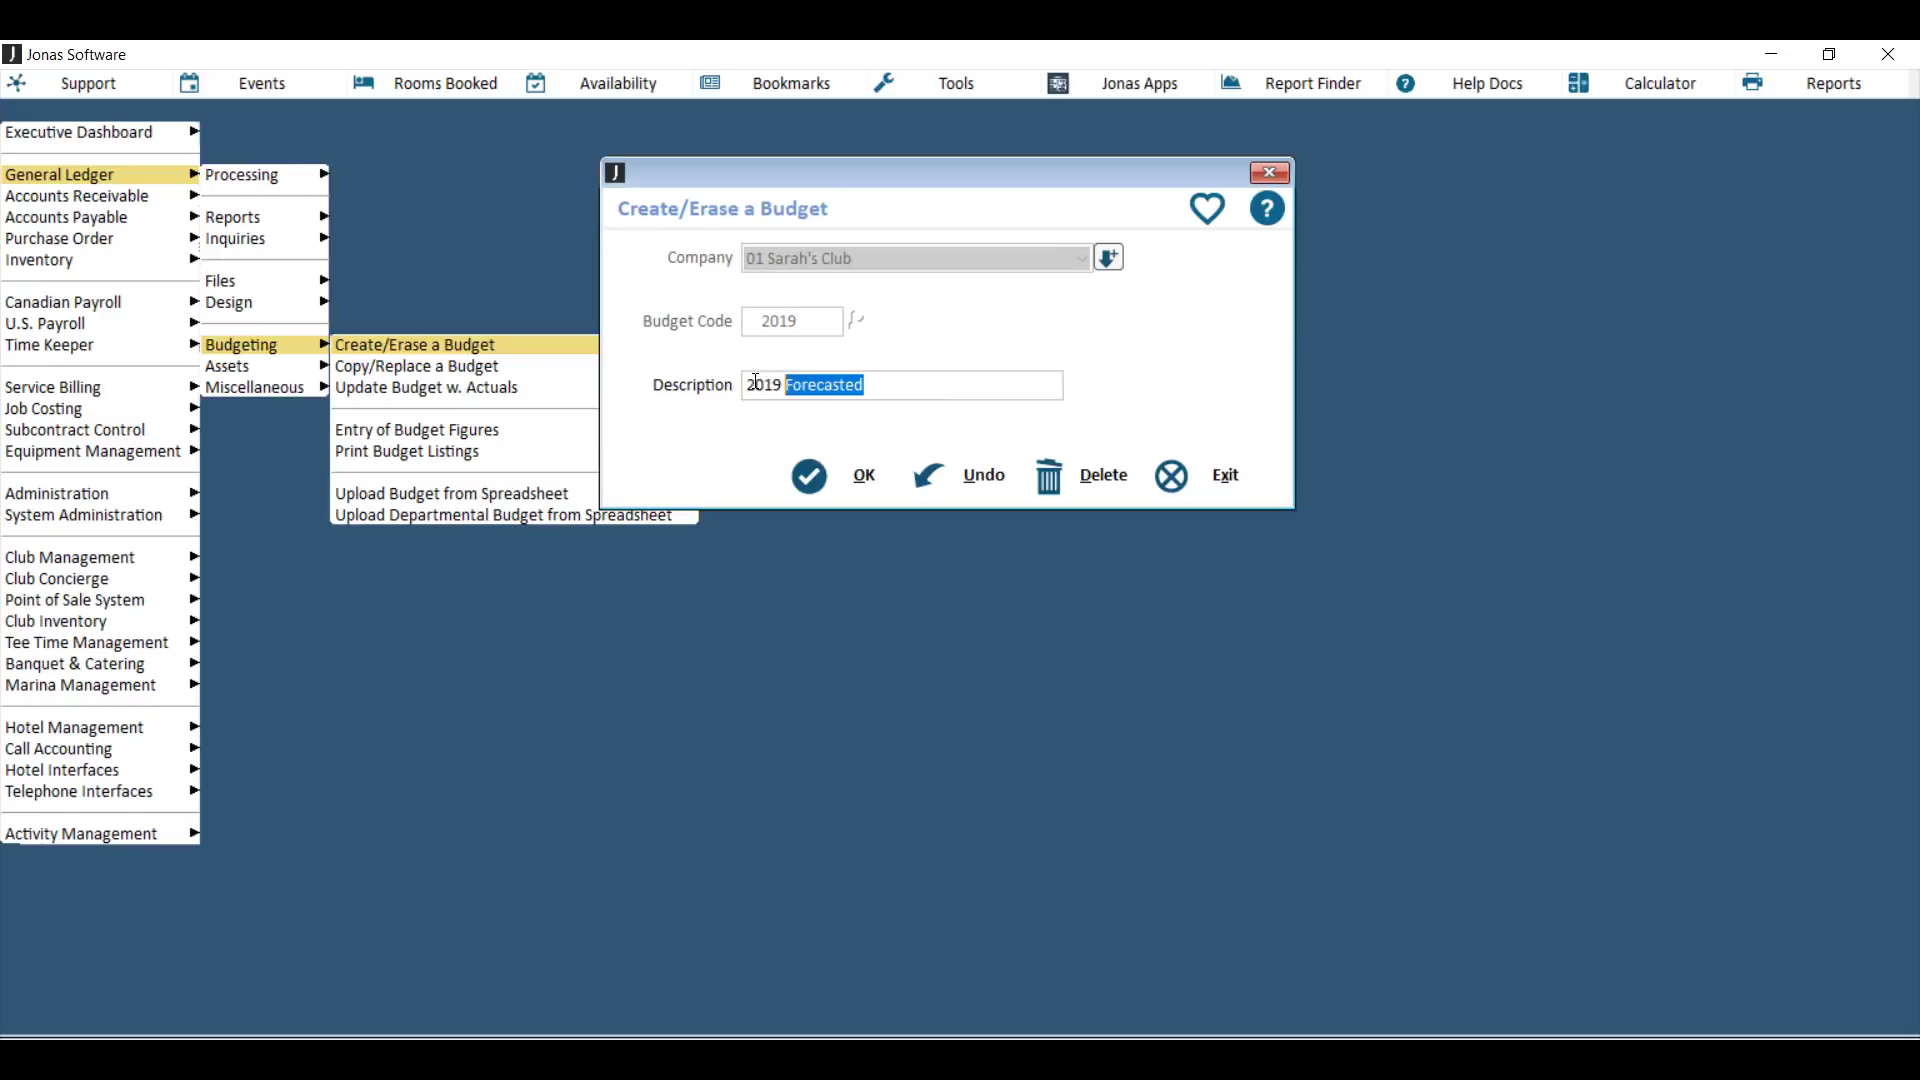 J Jonas Software
Support Events Rooms Booked Availability Bookmarks Tools Jonas Apps Report Finder ? Help Docs Calculator Reports
Executive Dashboard
General Ledger
Accounts Receivable
Accounts Payable
Purchase Order
Inventory
Canadian Payroll
U.S. Payroll
Time Keeper
Service Billing
Job Costing
Subcontract Control
Equipment Management
Administration
System Administration
Club Management
Club Concierge
Point of Sale System
Club Inventory
Tee Time Management
Banquet & Catering
Marina Management
Hotel Management
Call Accounting
Hotel Interfaces
Telephone Interfaces
Activity Management
Processing
Reports
Inquiries
Files
Design
Budgeting
Assets
Miscellaneous
Create/Erase a Budget
Copy/Replace a Budget
Update Budget w. Actuals
Entry of Budget Figures
Print Budget Listings
Upload Budget from Spreadsheet
Upload Departmental Budget from Spreadsheet
J
Create/Erase a Budget ?
Company 01 Sarah's Club
Budget Code 2019
Description 2019 Forecasted
OK Undo Delete Exit